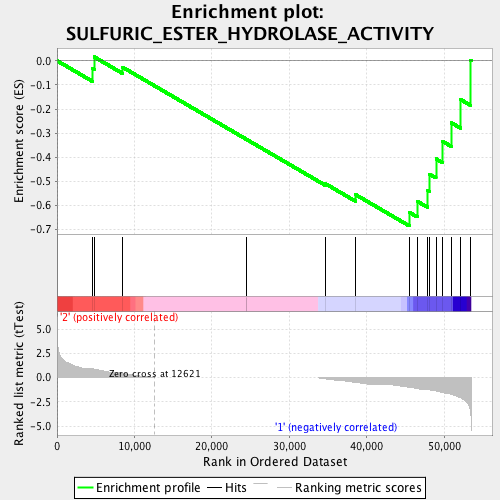 Enrichment plot:
SULFURIC_ESTER_HYDROLASE_ACTIVITY
Enrichment score (ES)
0.0
-0.1
-0.2
-0.3
-0.4
-0.5
-0.6
-0.7
'2' (positively correlated)
Ranked list metric (tTest)
5.0
2.5
0.0
-2.5
-5.0
Zero cross at 12621
'1' (negatively correlated)
0
10,000
20,000
30,000
40,000
50,000
Rank in Ordered Dataset
Enrichment profile
Hits
Ranking metric scores